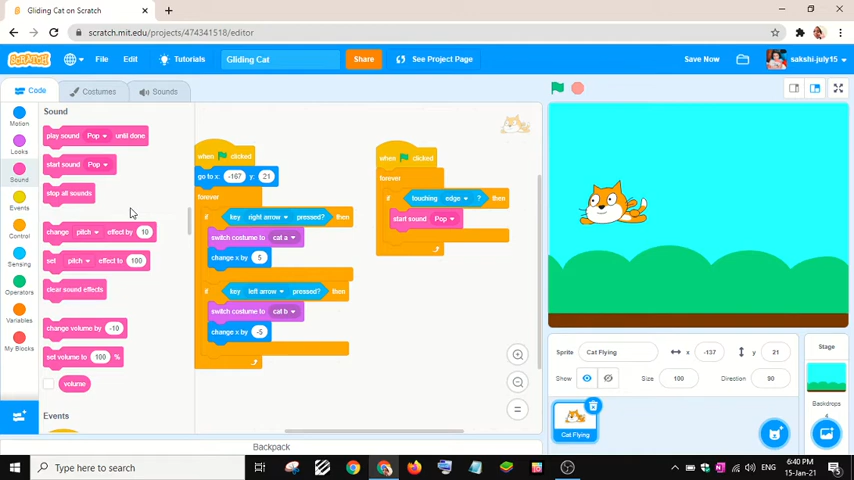 Gliding Cat on Scratch
scratch.mit.edu/projects/474341518/editor
SCRATCH
File
Edit
Tutorials
Gliding Cat
Share
See Project Page
Save Now
sakshi-july15
Code
Costumes
Sounds
Motion
Looks
Sound
Events
Control
Sensing
Operators
Variables
My Blocks
Sound
play sound Pop until done
start sound Pop
stop all sounds
change pitch effect by 10
set pitch effect to 100
clear sound effects
change volume by -10
set volume to 100 %
volume
Events
when clicked
go to x: -167 y: 21
forever
if key right arrow pressed? then
switch costume to cat a
change x by 5
if key left arrow pressed? then
switch costume to cat b
change x by -5
when clicked
forever
if touching edge ? then
start sound Pop
Sprite Cat Flying x -137 y 21
Show Size 100 Direction 90
Cat Flying
Stage
Backdrops
4
Backpack
Type here to search
ENG
6:40 PM
15-Jan-21